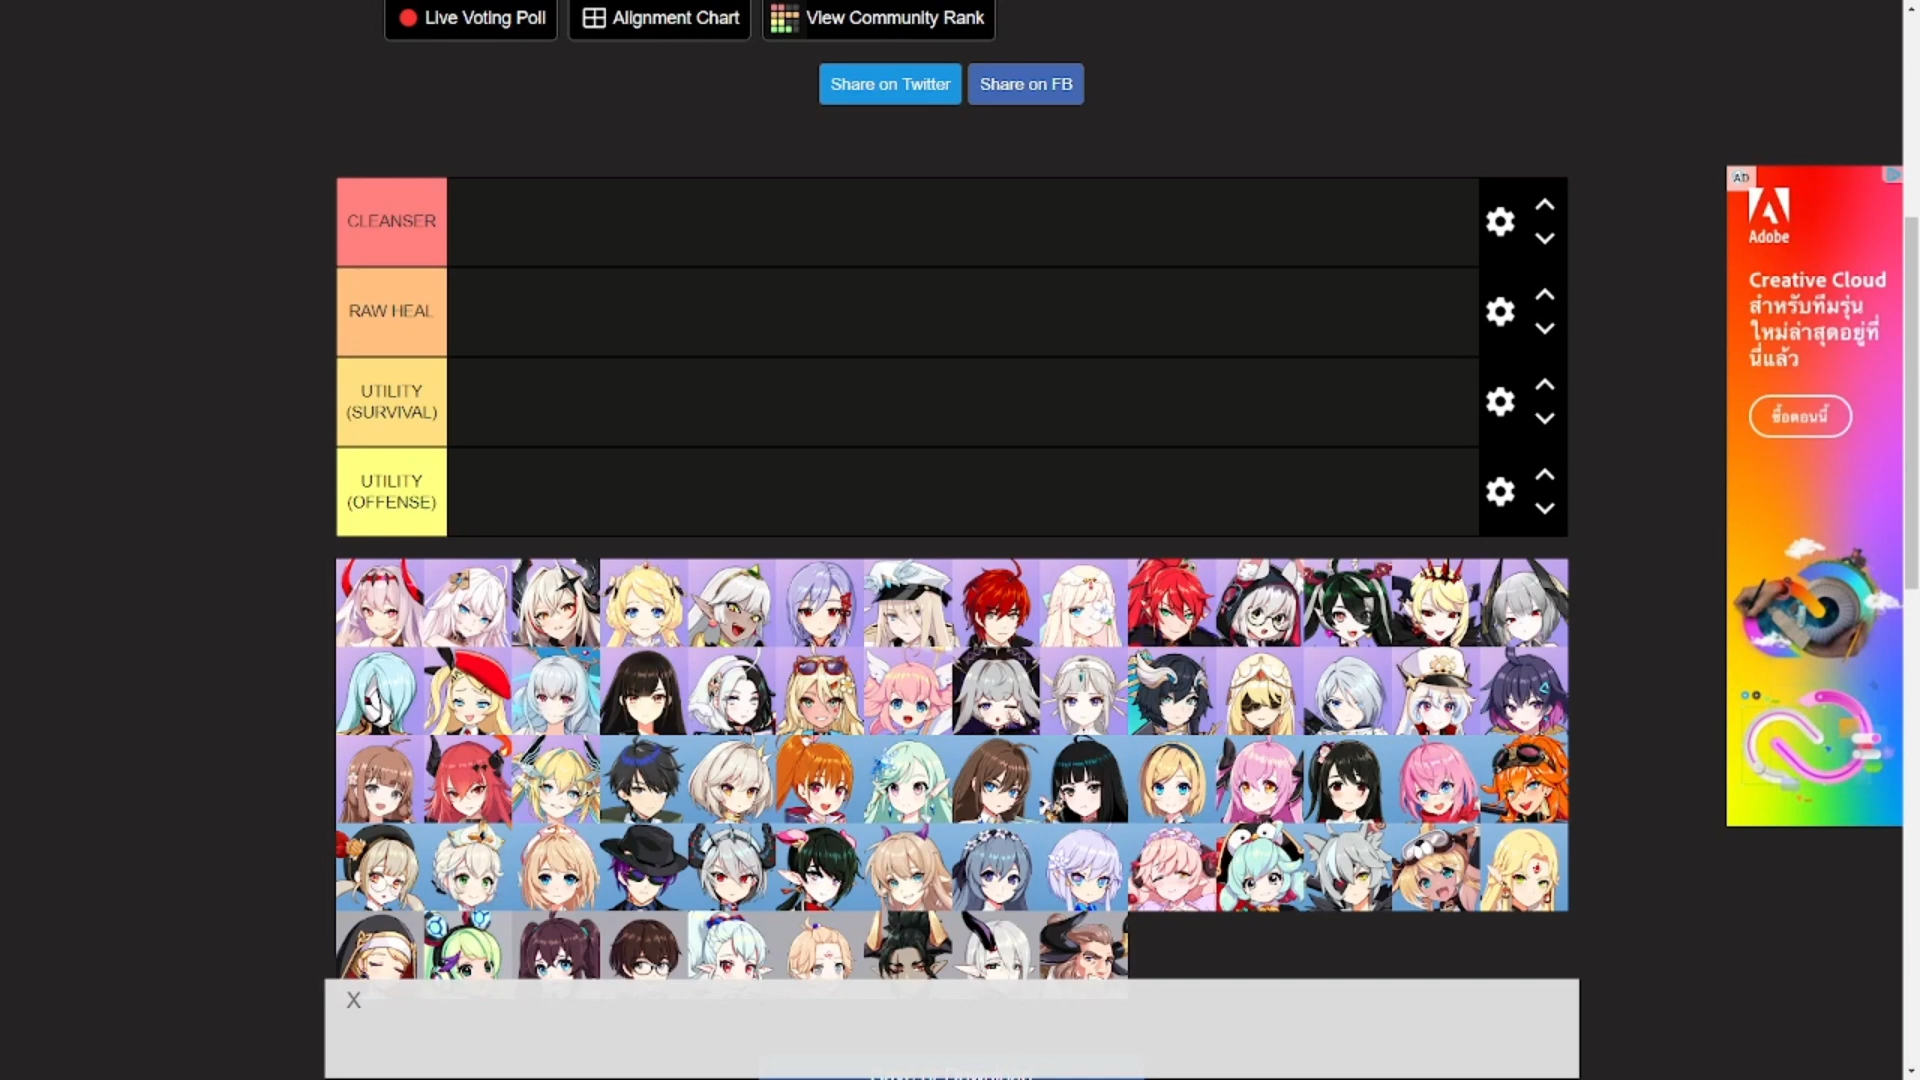 Live Voting Poll
Alignment Chart
View Community Rank
Share on Twitter
Share on FB
CLEANSER
RAW HEAL
UTILITY
(SURVIVAL)
UTILITY
(OFFENSE)
AD
Adobe
Creative Cloud
สำหรับทีมรุ่น
ใหม่ล่าสุดอยู่ที่
นี่แล้ว
ซื้อตอนนี้
X